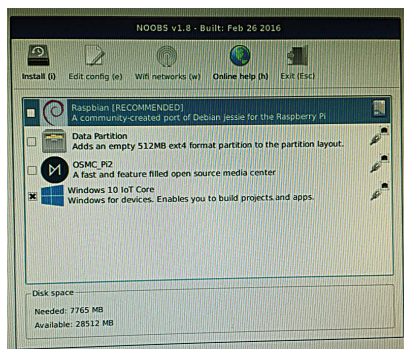 NOOBS v1.8 - Built: Feb 26 2016
Install (i) Edit config (e) Wifi networks (w) Online help (h) Exit (Esc)
Raspbian [RECOMMENDED]
A community-created port of Debian jessie for the Raspberry Pi
Data Partition
Adds an empty 512MB ext4 format partition to the partition layout.
OSMC_Pi2
A fast and feature filled open source media center
Windows 10 IoT Core
Windows for devices. Enables you to build projects and apps.
Disk space
Needed: 7765 MB
Available: 28512 MB